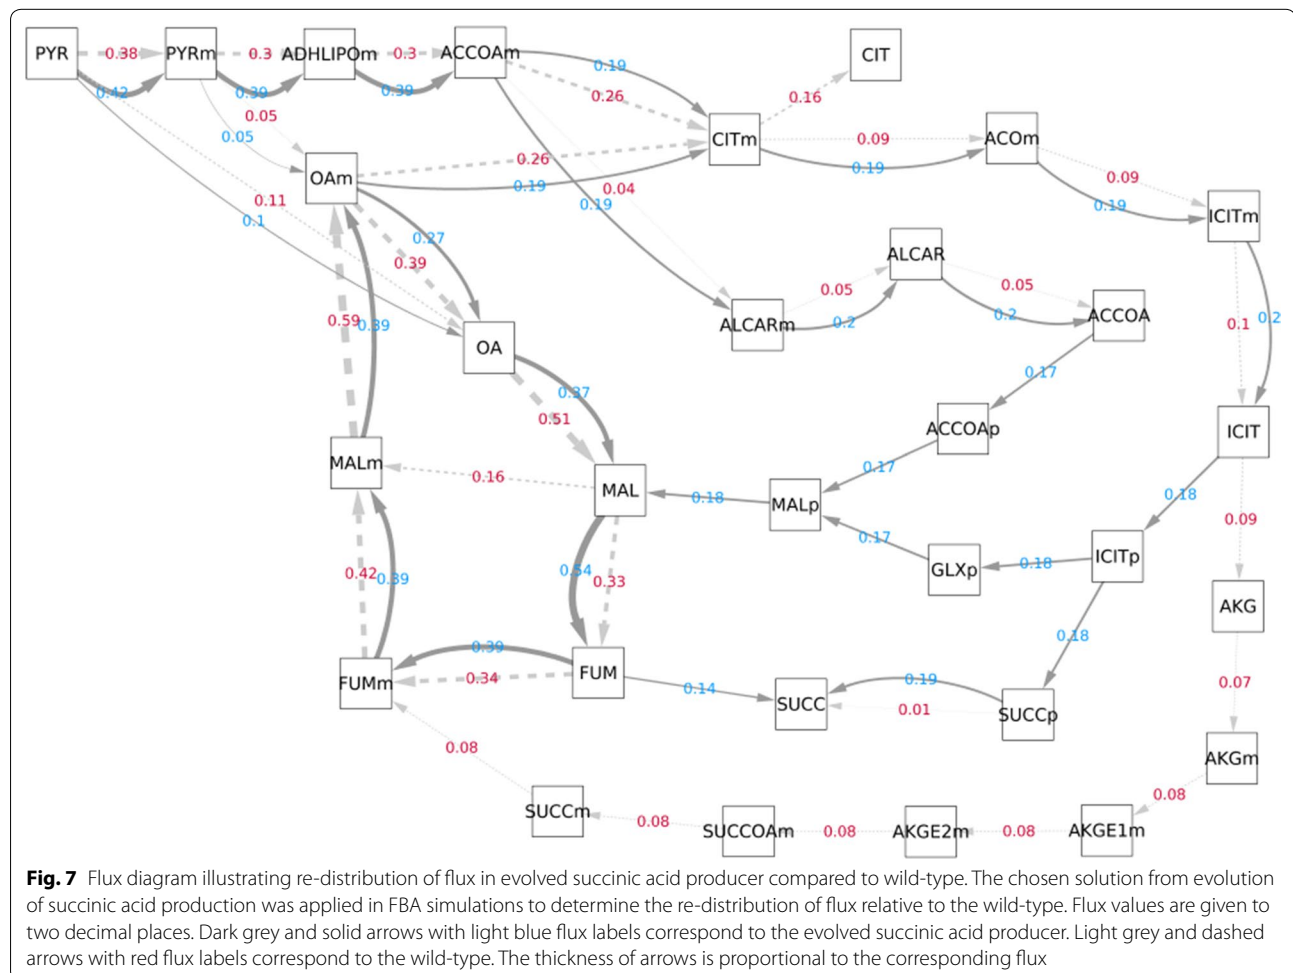 PYR 0.38 PYRm 0.3 ADHLIPOm 0.3 ACCOAm CIT
0.42 0.39 0.39 0.19
0.26 0.16
0.05
0.05 CITm 0.09 ACOm
0.26 0.19 0.09
OAm 0.19 0.04 0.19
0.11 0.19 ICITm
0.1 0.27
0.39 ALCAR
0.05 0.05
0.59 0.39 ALCARm 0.2 0.2 ACCOA 0.1 0.2
OA
0.37 0.17
0.51 ACCOAp ICIT
MALm 0.16 0.17
MAL 0.18 MALp 0.18
0.09
0.17
0.42 0.39 0.54 0.33 GLXp 0.18 ICITp
AKG
0.39 0.18
FUMm 0.34 FUM 0.14 0.19 0.07
SUCC 0.01 SUCCp
0.08 AKGm
0.08
SUCCm 0.08 SUCCOAm 0.08 AKGE2m 0.08 AKGE1m
Fig. 7 Flux diagram illustrating re-distribution of flux in evolved succinic acid producer compared to wild-type. The chosen solution from evolution
of succinic acid production was applied in FBA simulations to determine the re-distribution of flux relative to the wild-type. Flux values are given to
two decimal places. Dark grey and solid arrows with light blue flux labels correspond to the evolved succinic acid producer. Light grey and dashed
arrows with red flux labels correspond to the wild-type. The thickness of arrows is proportional to the corresponding flux